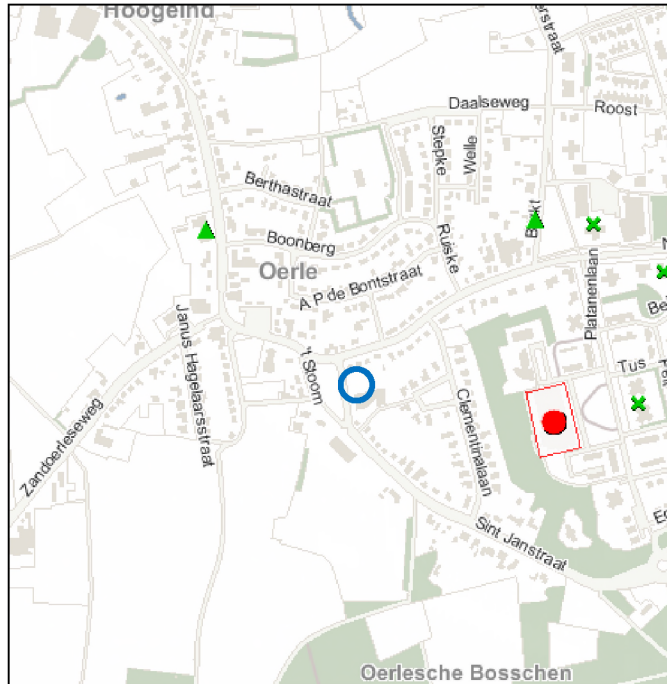 Hoogeind
Daalseweg
Roost
Stepke
Welle
Berthastraat
Boonberg
Ruiske
Oerle
A P de Bontstraat
Platanenlaan
Janus Hagelaarsstraat
't Sloom
Tus
Clementinalaan
Zandoerleseweg
Sint Janstraat
Oerlesche Bosschen